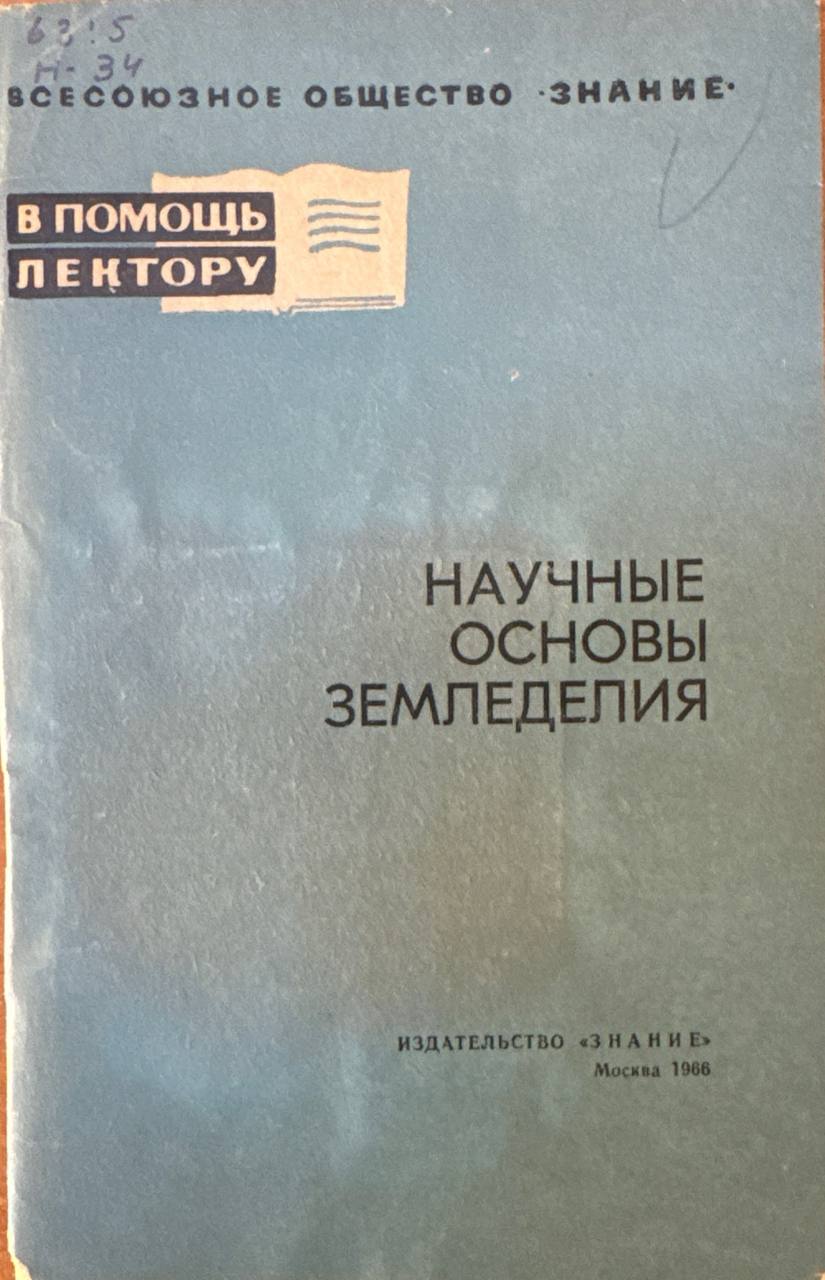 63:5
Н-34
ВСЕСОЮЗНОЕ ОБЩЕСТВО «ЗНАНИЕ»
В ПОМОЩЬ
ЛЕКТОРУ
НАУЧНЫЕ
ОСНОВЫ
ЗЕМЛЕДЕЛИЯ
ИЗДАТЕЛЬСТВО «ЗНАНИЕ»
Москва 1966